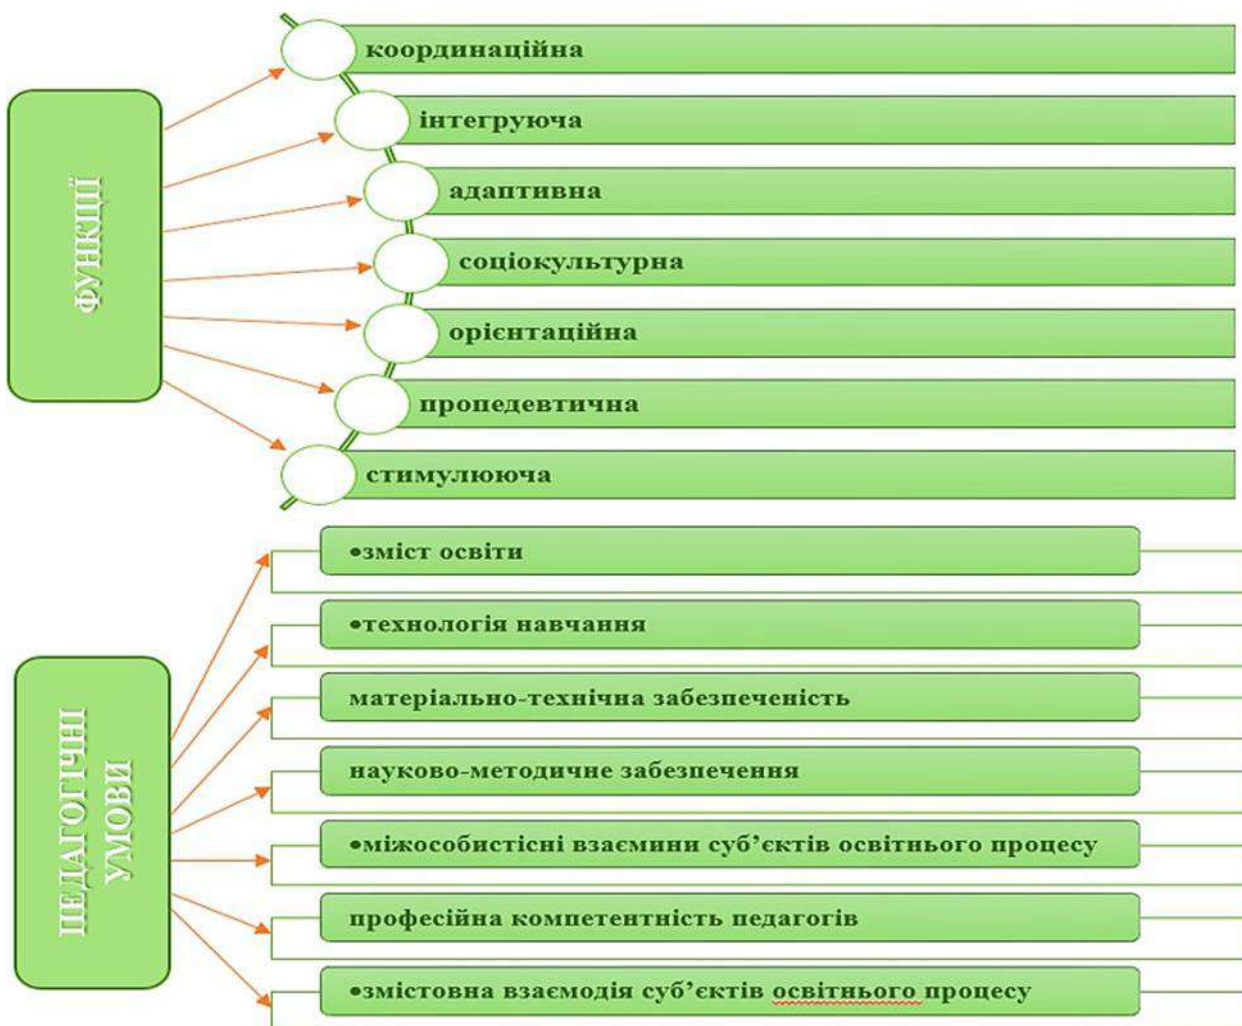 ФУНКЦІЇ
координаційна
інтегруюча
адаптивна
соціокультурна
орієнтаційна
пропедевтична
стимулююча
ПЕДАГОГІЧНІ
УМОВИ
•зміст освіти
•технологія навчання
матеріально-технічна забезпеченість
науково-методичне забезпечення
•міжособистісні взаємини суб’єктів освітнього процесу
професійна компетентність педагогів
•змістовна взаємодія суб’єктів освітнього процесу